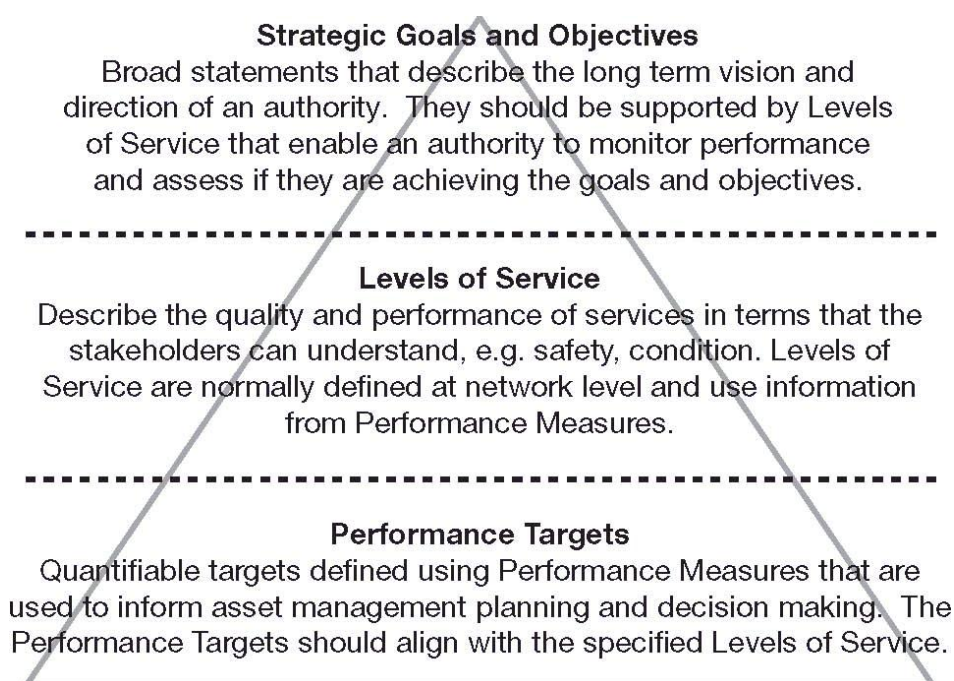 Strategic Goals and Objectives
Broad statements that describe the long term vision and
direction of an authority.  They should be supported by Levels
of Service that enable an authority to monitor performance
and assess if they are achieving the goals and objectives.
Levels of Service
Describe the quality and performance of services in terms that the
stakeholders can understand, e.g. safety, condition. Levels of
Service are normally defined at network level and use information
from Performance Measures.
Performance Targets
Quantifiable targets defined using Performance Measures that are
used to inform asset management planning and decision making.  The
Performance Targets should align with the specified Levels of Service.